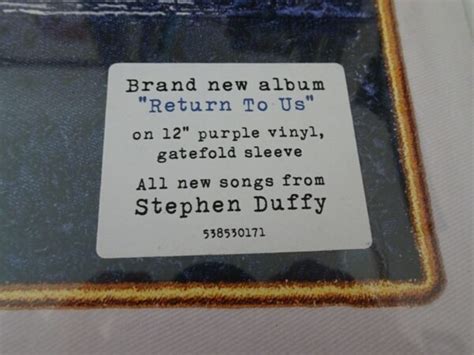 Brand new album
"Return To Us"
on 12" purple vinyl,
gatefold sleeve
All new songs from
Stephen Duffy
538530171